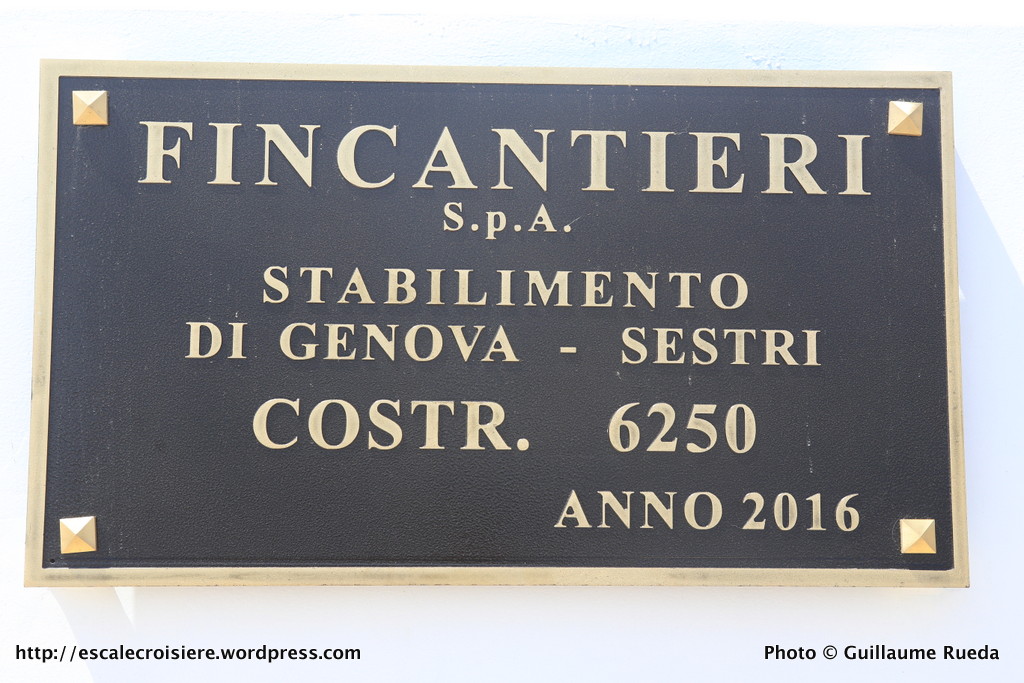 FINCANTIERI
S.p.A.
STABILIMENTO
DI GENOVA - SESTRI
COSTR. 6250
ANNO 2016
http://escalecroisiere.wordpress.com
Photo © Guillaume Rueda